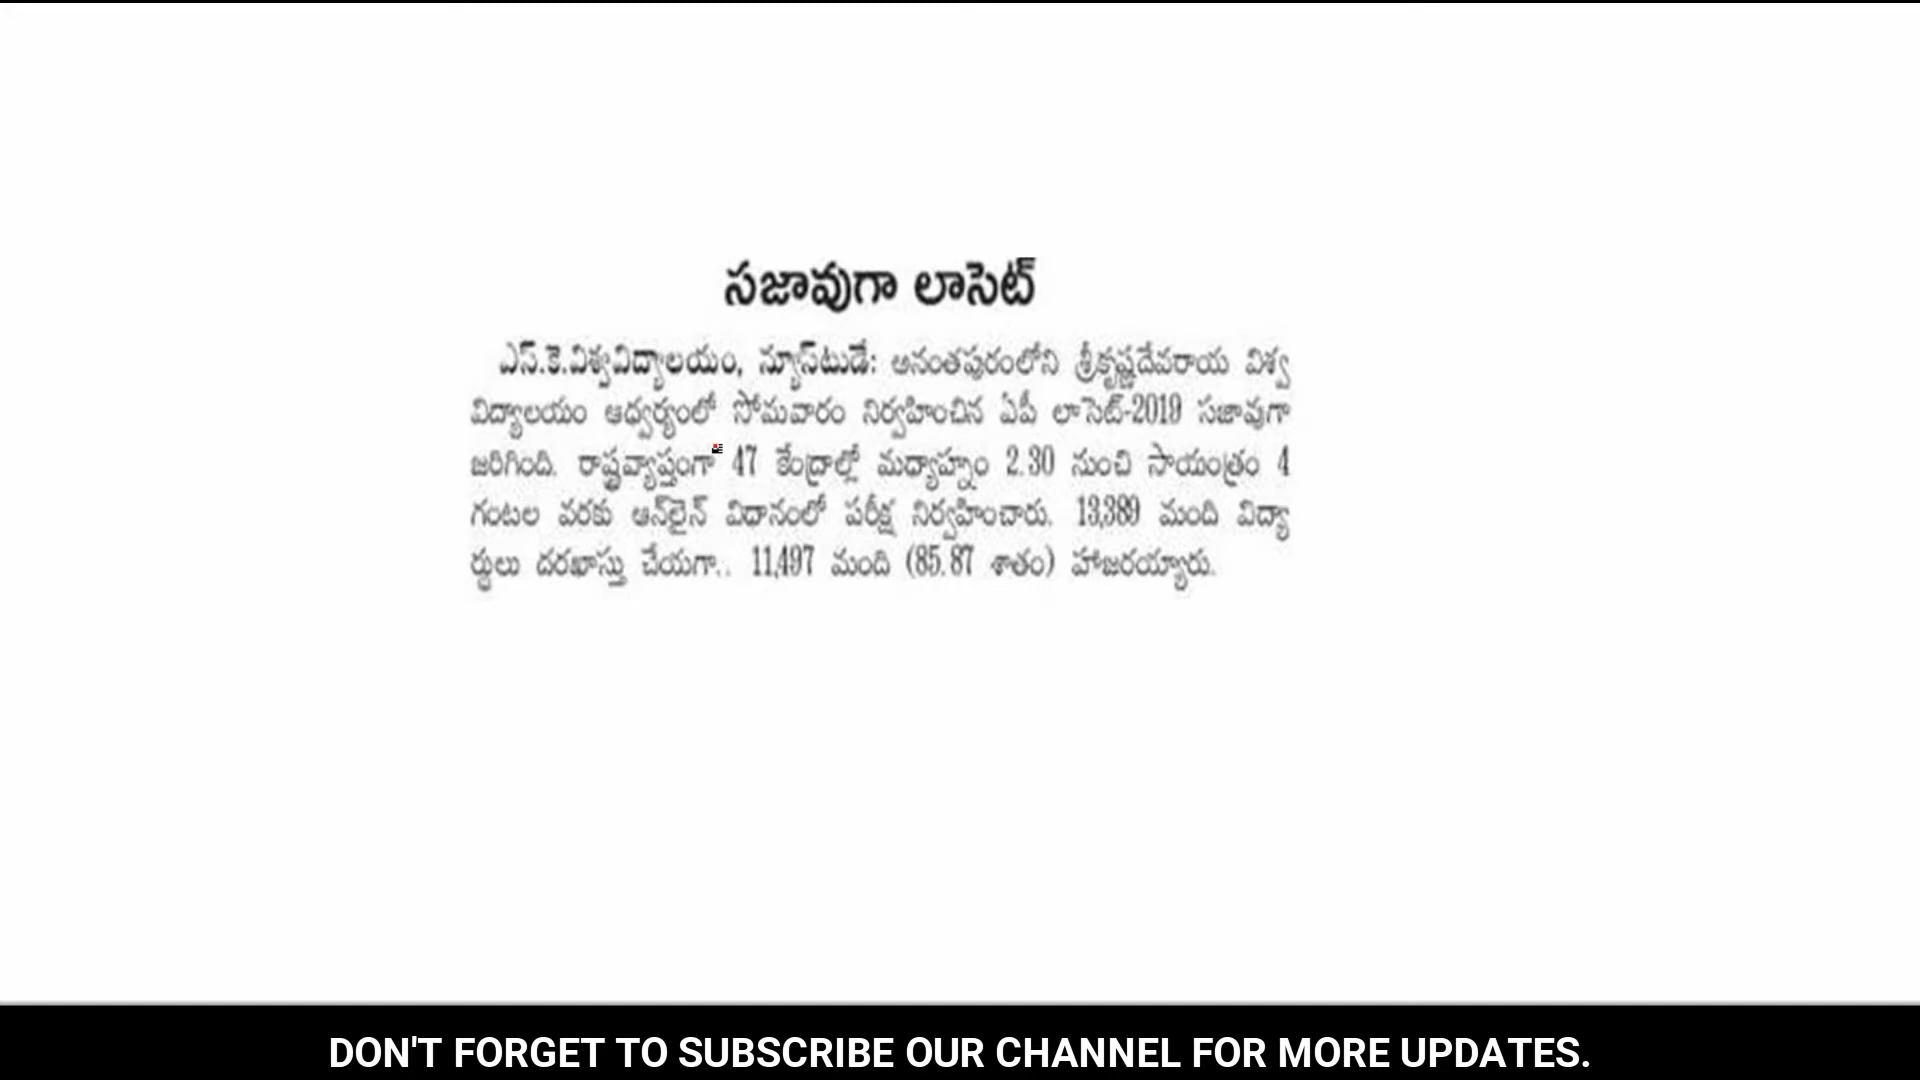 సజావుగా లాసెట్
ఎస్.కె.విశ్వవిద్యాలయం, న్యూస్‌టుడే: అనంతపురంలోని శ్రీకృష్ణదేవరాయ విశ్వ
విద్యాలయం ఆధ్వర్యంలో సోమవారం నిర్వహించిన ఏపీ లాసెట్-2019 సజావుగా
జరిగింది. రాష్ట్రవ్యాప్తంగా 47 కేంద్రాల్లో మధ్యాహ్నం 2.30 నుంచి సాయంత్రం 4
గంటల వరకు ఆన్‌లైన్ విధానంలో పరీక్ష నిర్వహించారు. 13,389 మంది విద్యా
ర్థులు దరఖాస్తు చేయగా.. 11,497 మంది (85.87 శాతం) హాజరయ్యారు.
DON'T FORGET TO SUBSCRIBE OUR CHANNEL FOR MORE UPDATES.